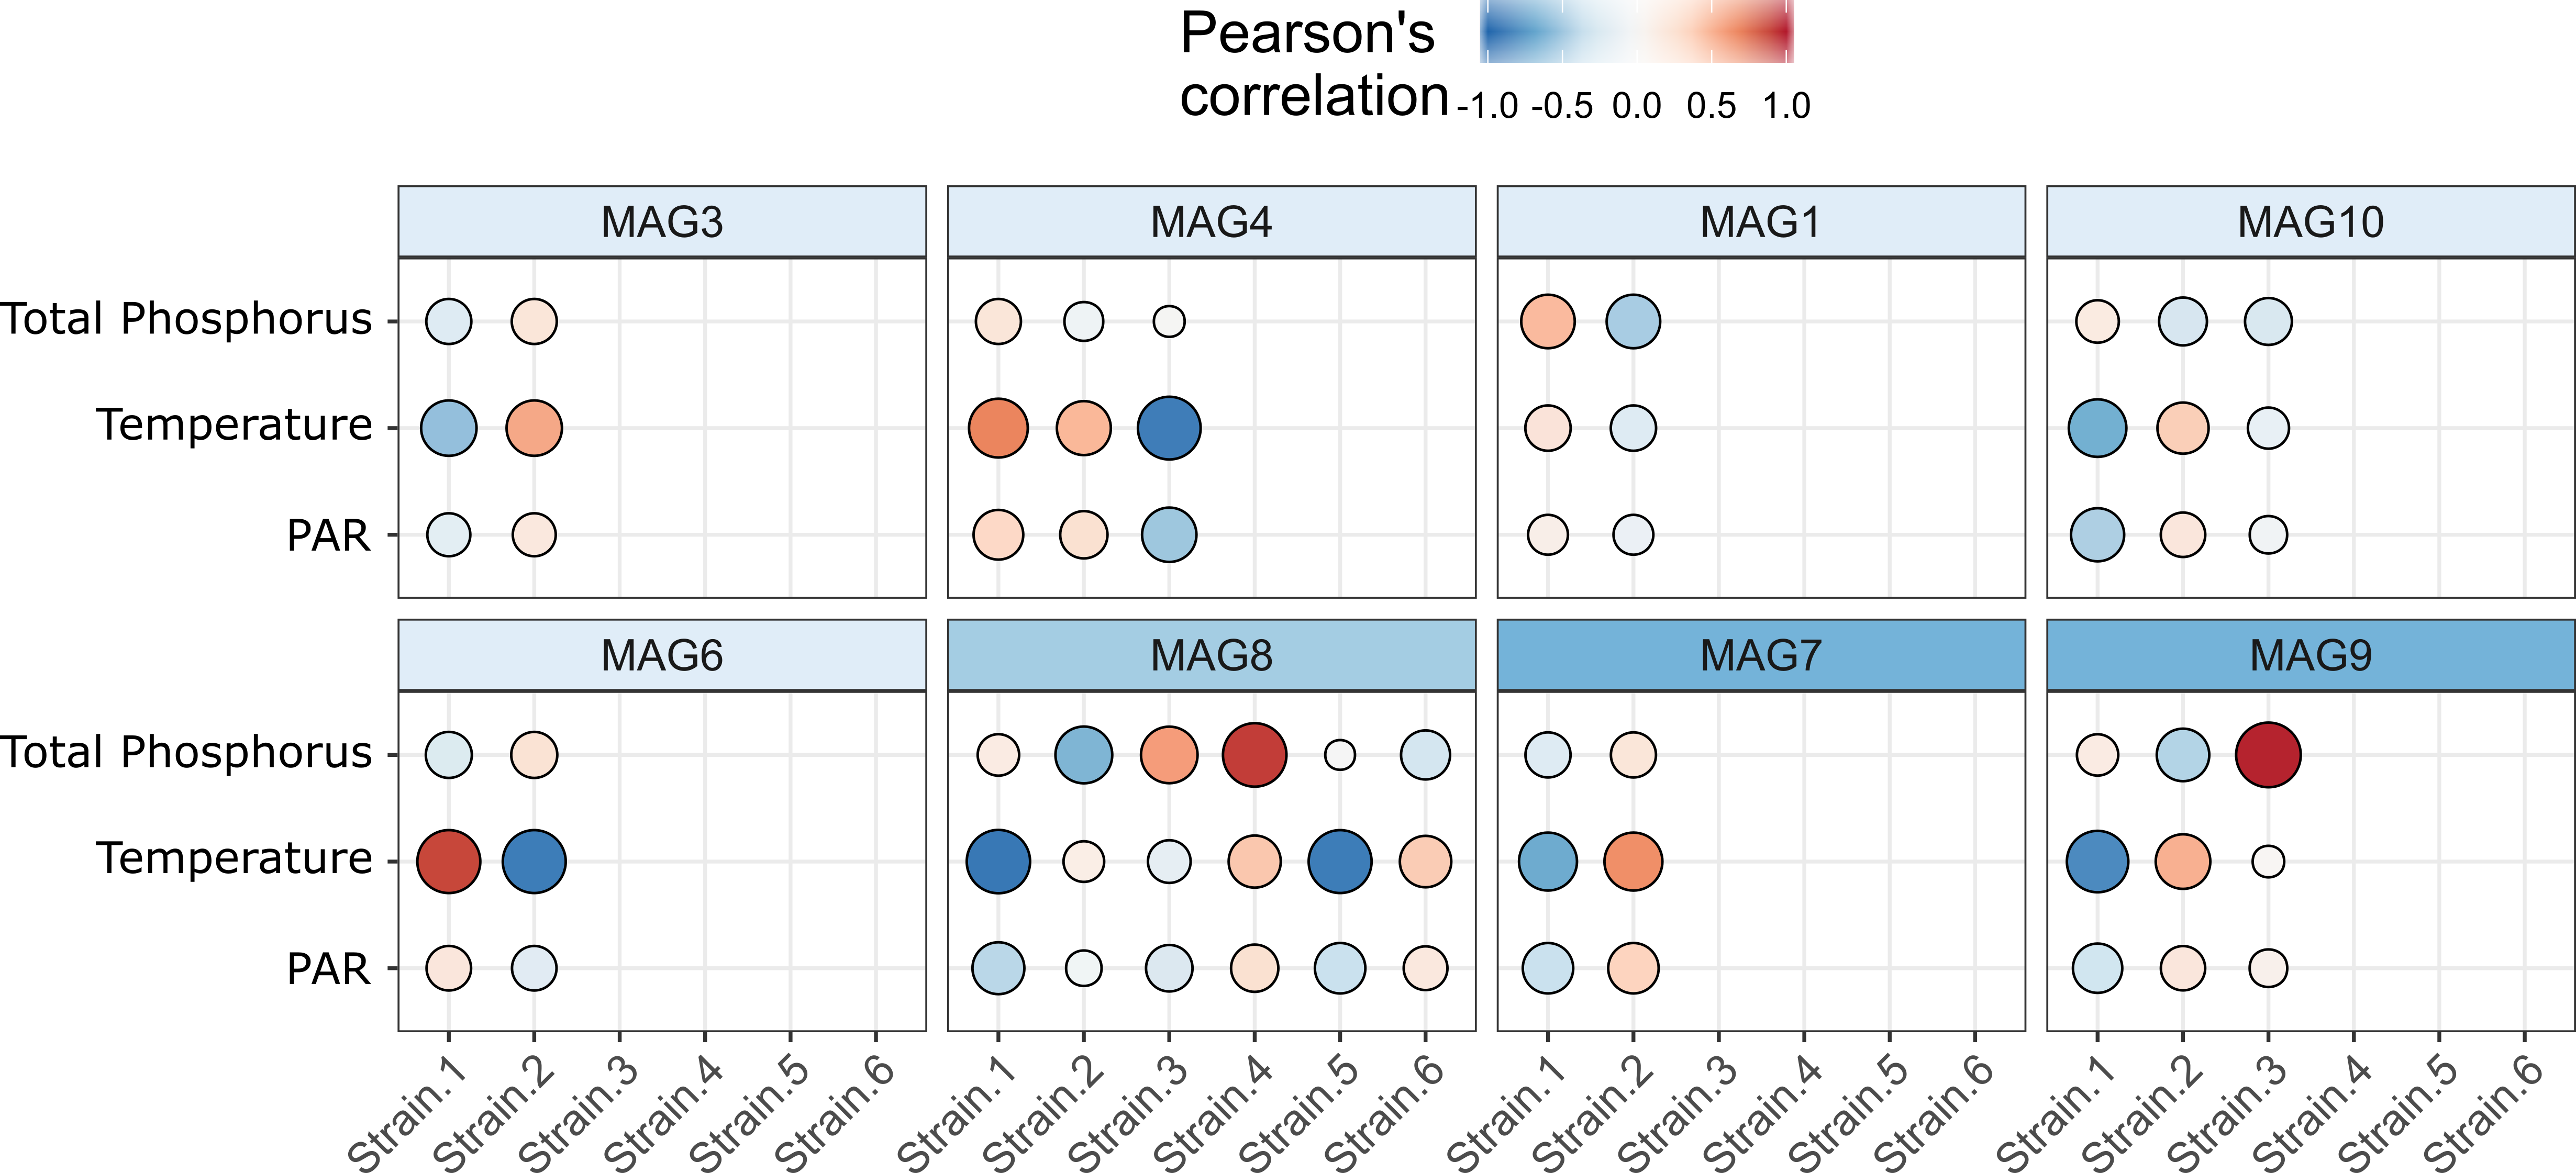 Pearson's
correlation
-1.0 -0.5 0.0 0.5 1.0
MAG3 MAG4 MAG1 MAG10
Total Phosphorus
Temperature
PAR
MAG6 MAG8 MAG7 MAG9
Total Phosphorus
Temperature
PAR
Strain.1 Strain.2 Strain.3 Strain.4 Strain.5 Strain.6 Strain.1 Strain.2 Strain.3 Strain.4 Strain.5 Strain.6 Strain.1 Strain.2 Strain.3 Strain.4 Strain.5 Strain.6 Strain.1 Strain.2 Strain.3 Strain.4 Strain.5 Strain.6